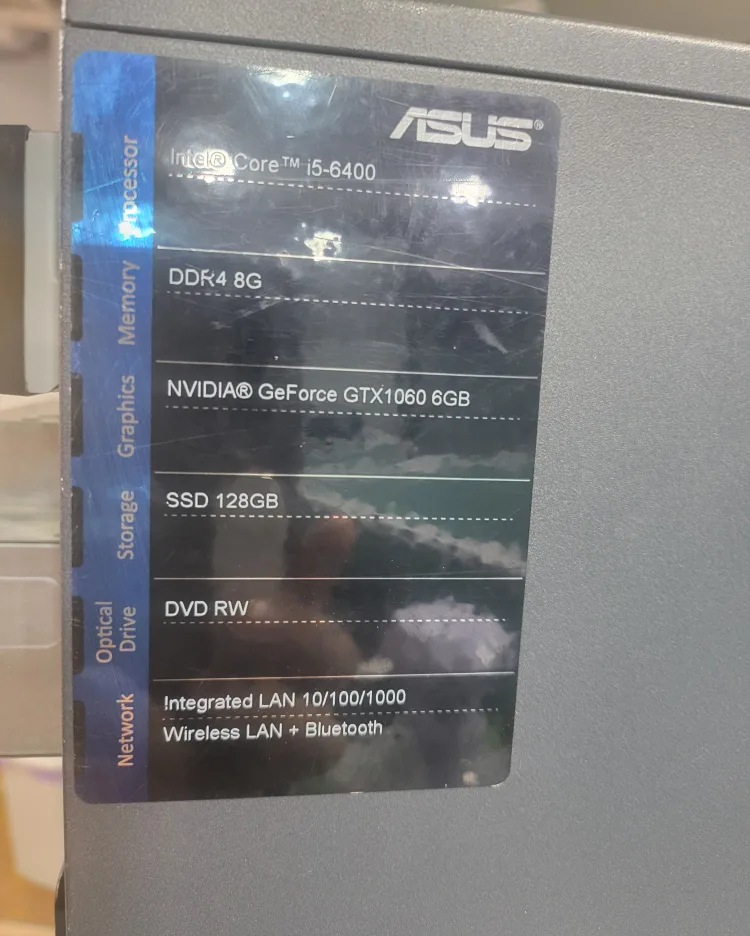 ASUS®
Processor
Intel® Core™ i5-6400
Memory
DDR4 8G
Graphics
NVIDIA® GeForce GTX1060 6GB
Storage
SSD 128GB
Optical
Drive
DVD RW
Network
Integrated LAN 10/100/1000
Wireless LAN + Bluetooth